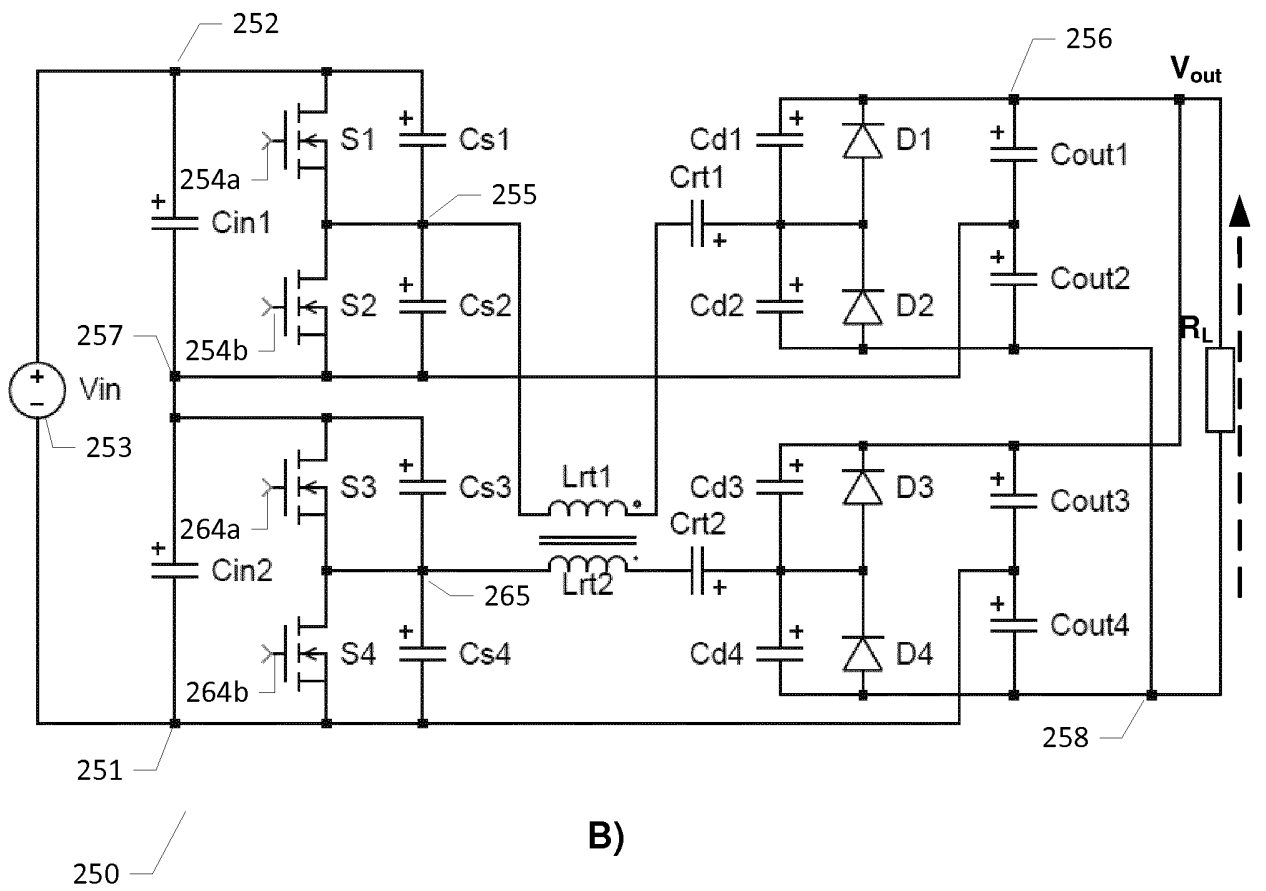 252
256
Vout
S1
Cs1
Cd1
D1
Cout1
254a
Crt1
255
Cin1
S2
Cs2
Cd2
D2
Cout2
257
254b
RL
Vin
253
S3
Cs3
Lrt1
Cd3
D3
Cout3
264a
Crt2
Cin2
Lrt2
265
S4
Cs4
Cd4
D4
Cout4
264b
258
251
B)
250